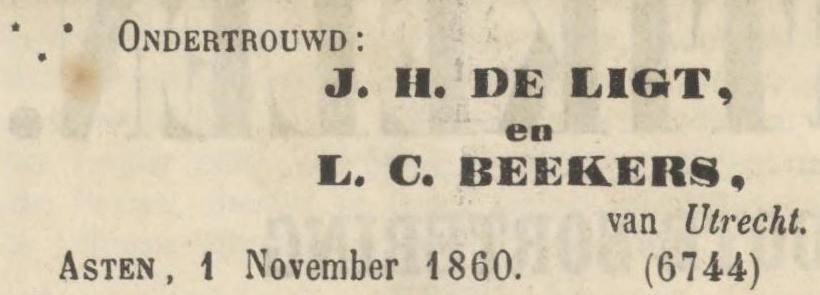 ⁂ ONDERTROUWD:
J. H. DE LIGT,
en
L. C. BEEKERS,
van Utrecht.
ASTEN, 1 November 1860. (6744)